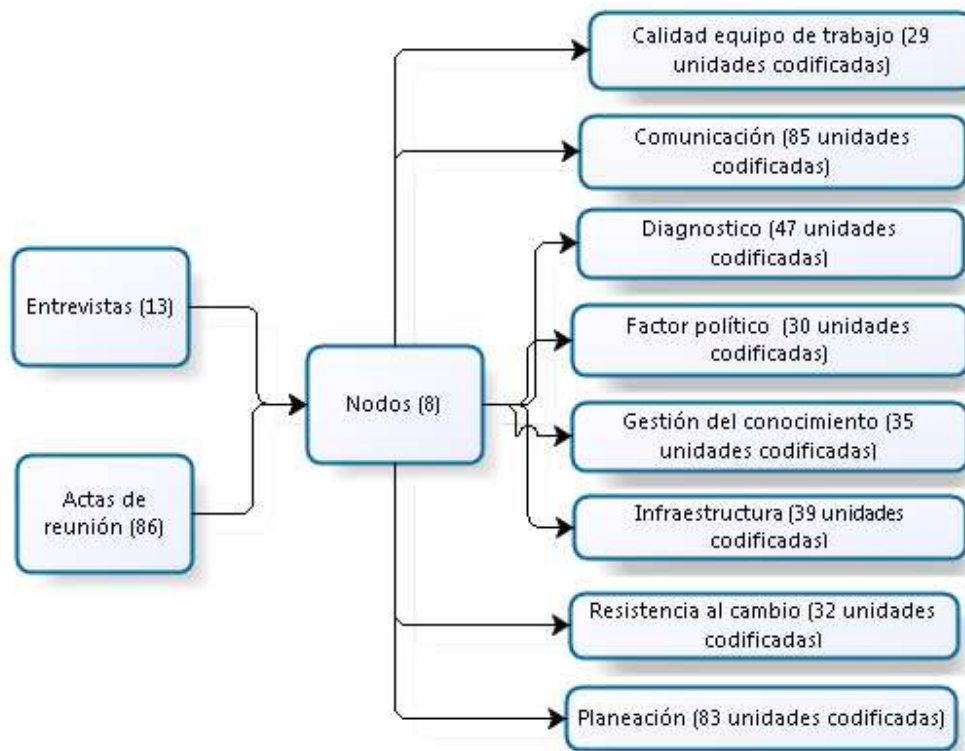 Calidad equipo de trabajo (29
unidades codificadas)
Comunicación (85 unidades
codificadas)
Diagnostico (47 unidades
codificadas)
Entrevistas (13)
Factor político (30 unidades
codificadas)
Nodos (8)
Gestión del conocimiento (35
unidades codificadas)
Actas de
reunión (86)
Infraestructura (39 unidades
codificadas)
Resistencia al cambio (32 unidades
codificadas)
Planeación (83 unidades codificadas)